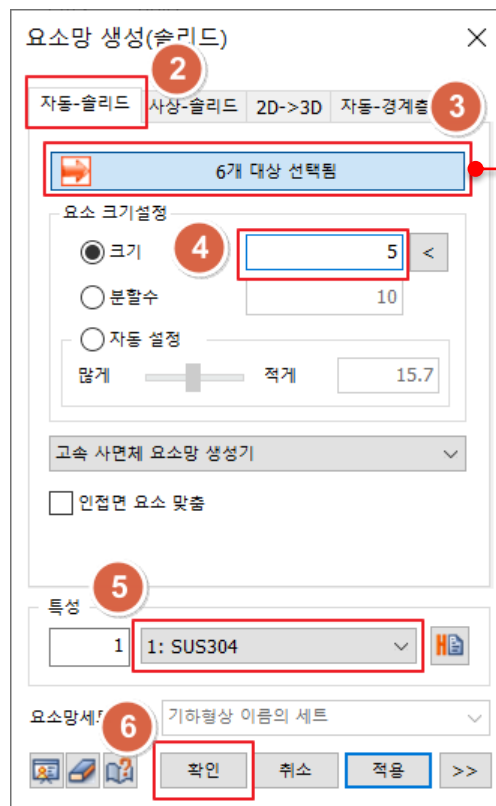 요소망 생성(솔리드)
2
자동-솔리드 사상-솔리드 2D->3D 자동-경계층
3
6개 대상 선택됨
요소 크기설정
크기 4 5 <
분할수 10
자동 설정
많게 적게 15.7
고속 사면체 요소망 생성기
인접면 요소 맞춤
5
특성
1 1: SUS304
요소망세트 6 기하형상 이름의 세트
확인 취소 적용 >>